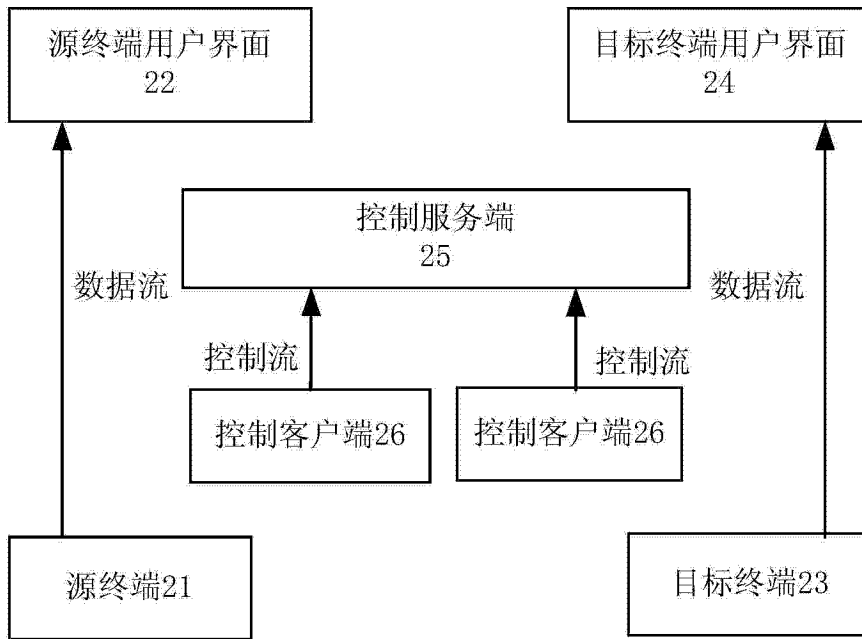 源终端用户界面
22
目标终端用户界面
24
控制服务端
25
数据流
数据流
控制流
控制流
控制客户端26
控制客户端26
源终端21
目标终端23